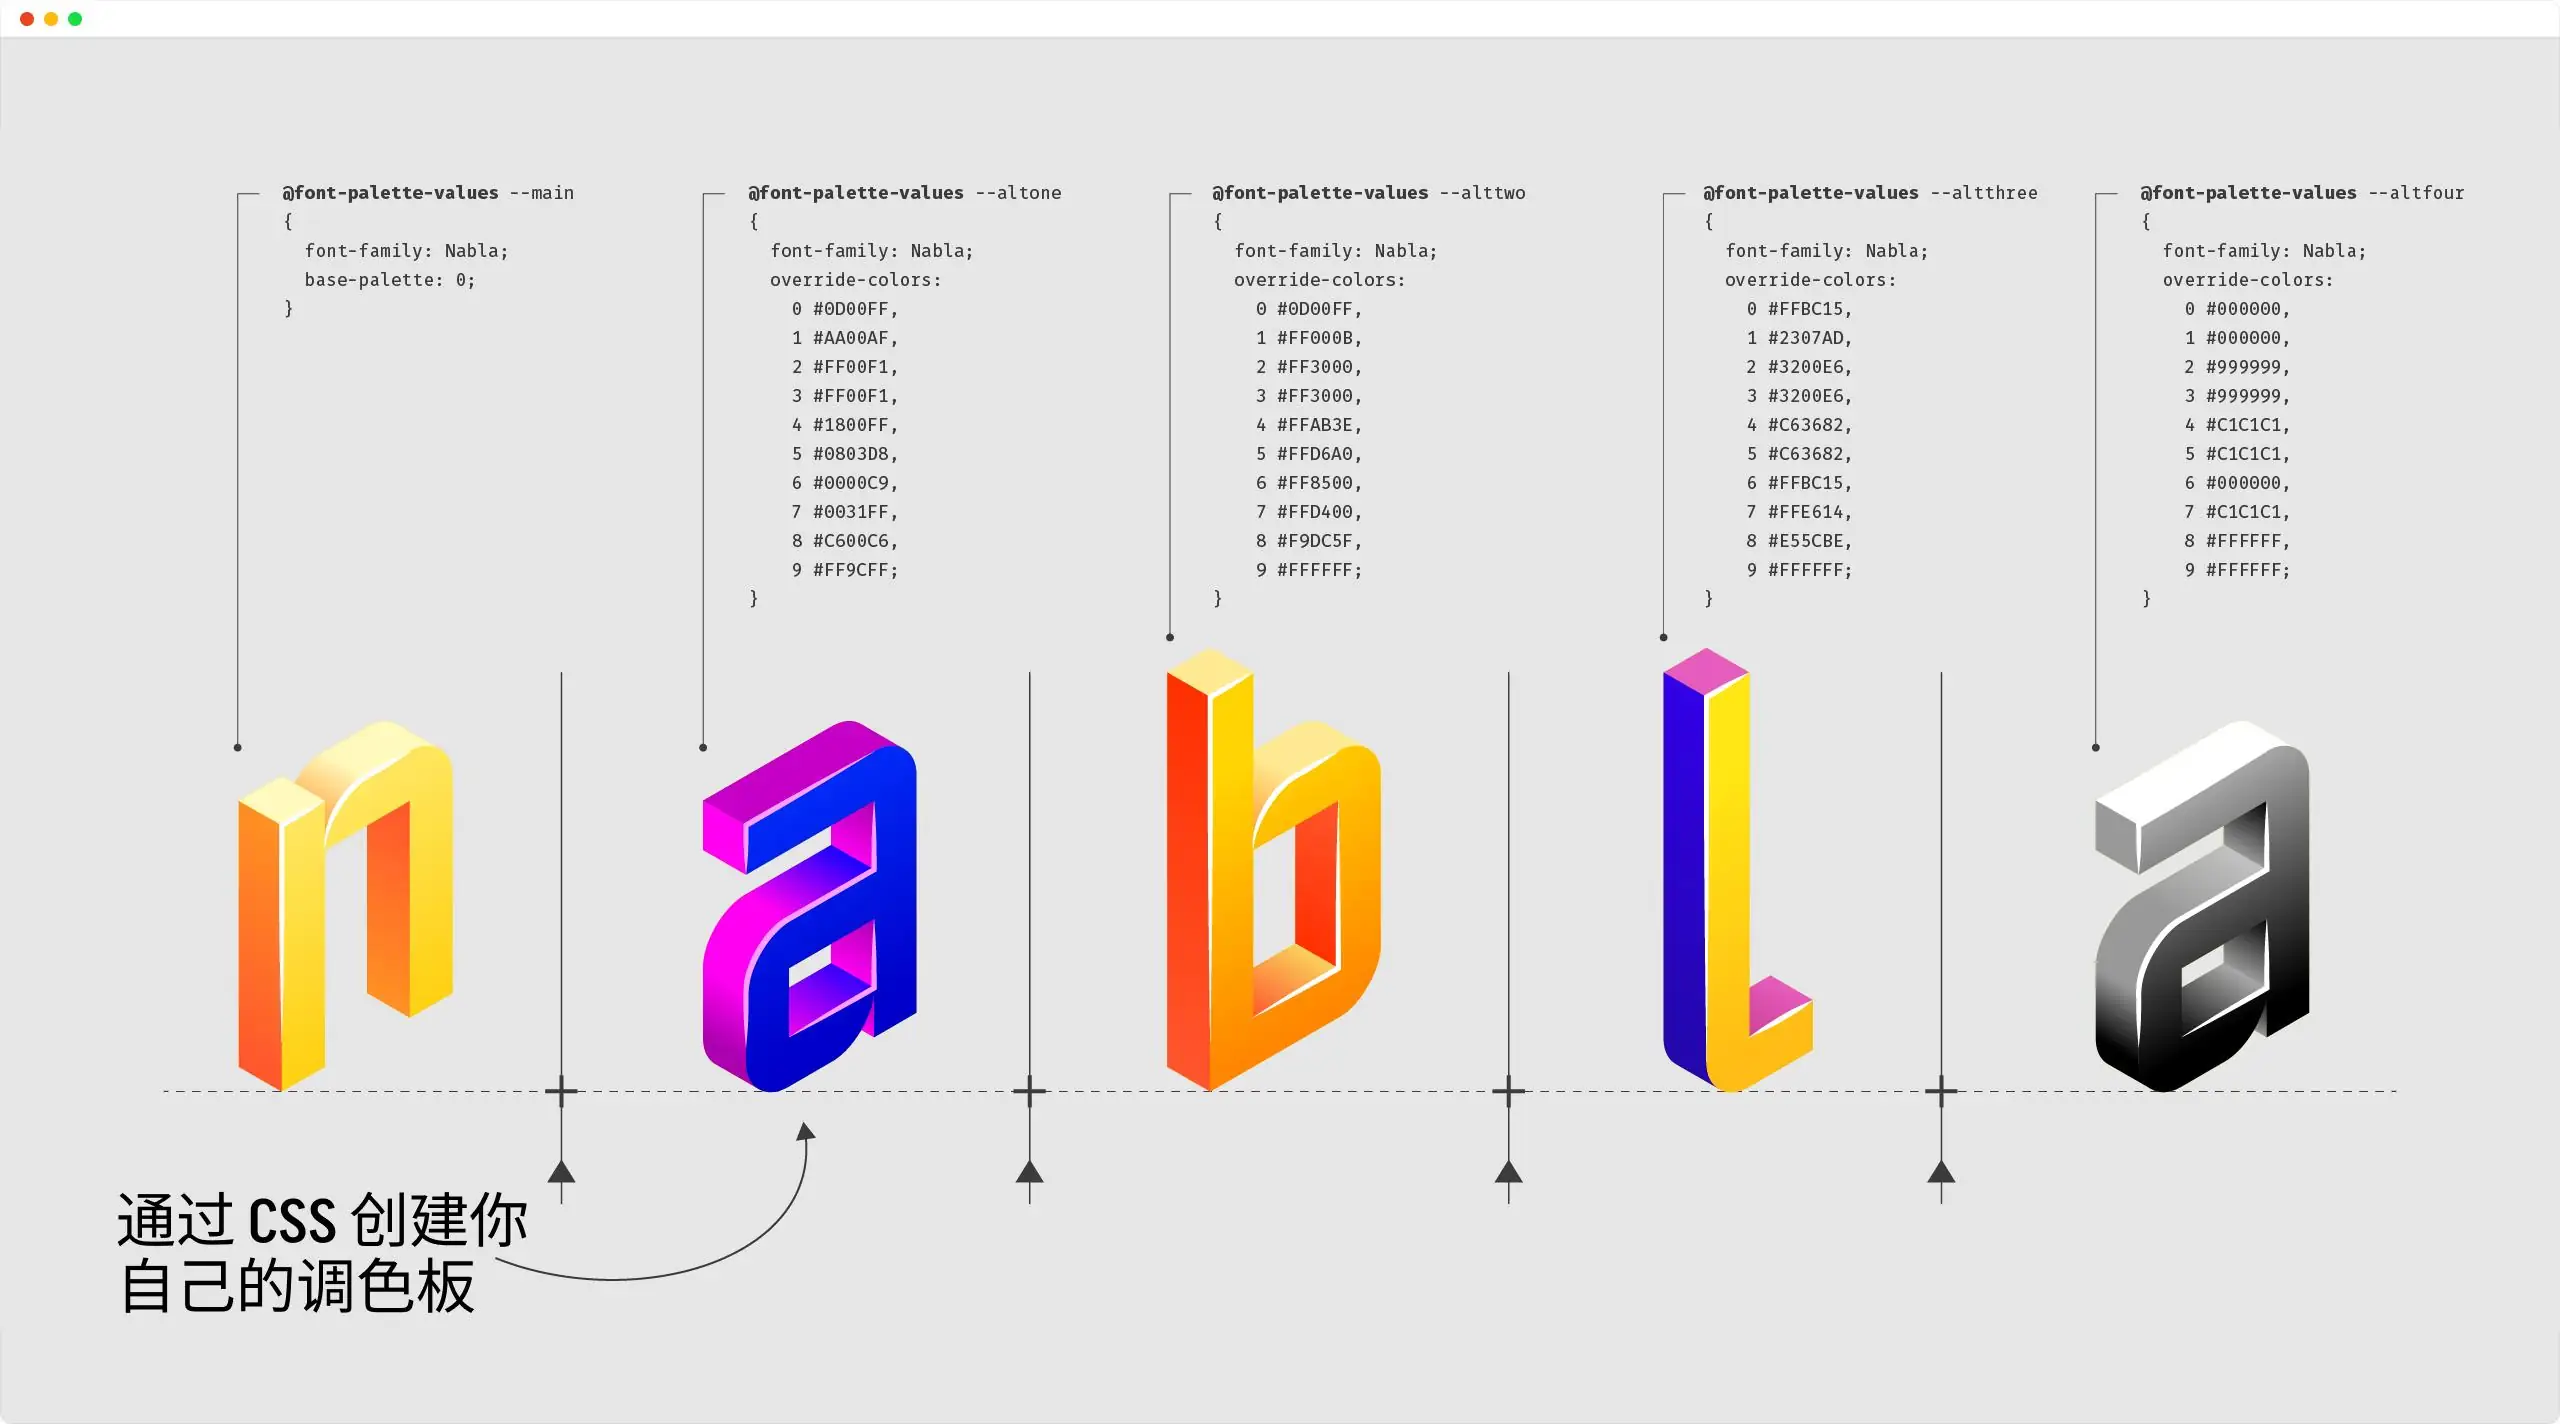 @font-palette-values --main
{
font-family: Nabla;
base-palette: 0;
}
@font-palette-values --altone
{
font-family: Nabla;
override-colors:
0 #0D00FF,
1 #AA00AF,
2 #FF00F1,
3 #FF00F1,
4 #1800FF,
5 #0803D8,
6 #0000C9,
7 #0031FF,
8 #C600C6,
9 #FF9CFF;
}
@font-palette-values --alttwo
{
font-family: Nabla;
override-colors:
0 #0D00FF,
1 #FF000B,
2 #FF3000,
3 #FF3000,
4 #FFAB3E,
5 #FFD6A0,
6 #FF8500,
7 #FFD400,
8 #F9DC5F,
9 #FFFFFF;
}
@font-palette-values --altthree
{
font-family: Nabla;
override-colors:
0 #FFBC15,
1 #2307AD,
2 #3200E6,
3 #3200E6,
4 #C63682,
5 #C63682,
6 #FFBC15,
7 #FFE614,
8 #E55CBE,
9 #FFFFFF;
}
@font-palette-values --altfour
{
font-family: Nabla;
override-colors:
0 #000000,
1 #000000,
2 #999999,
3 #999999,
4 #C1C1C1,
5 #C1C1C1,
6 #000000,
7 #C1C1C1,
8 #FFFFFF,
9 #FFFFFF;
}
nabla
通过 CSS 创建你
自己的调色板